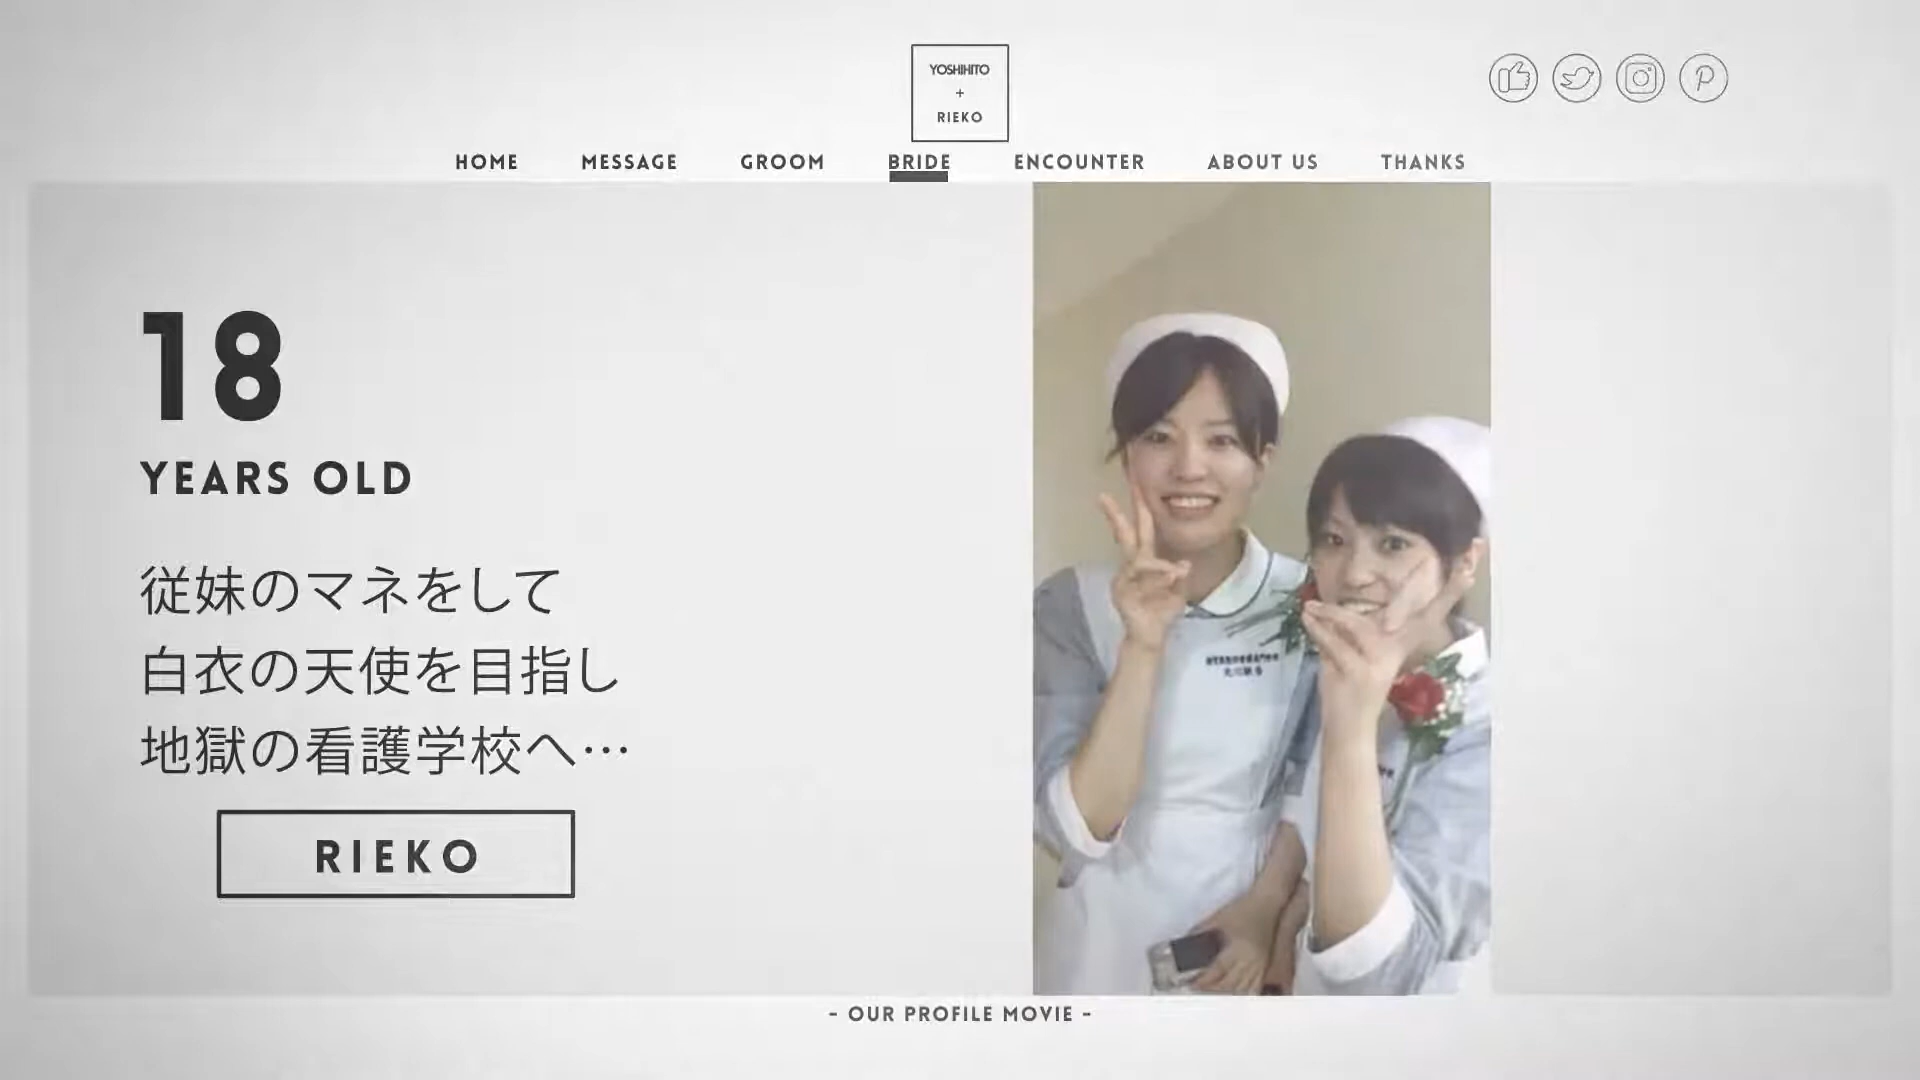 YOSHIHITO
+
RIEKO
HOME MESSAGE GROOM BRIDE ENCOUNTER ABOUT US THANKS
18
YEARS OLD
従妹のマネをして
白衣の天使を目指し
地獄の看護学校へ…
RIEKO
- OUR PROFILE MOVIE -